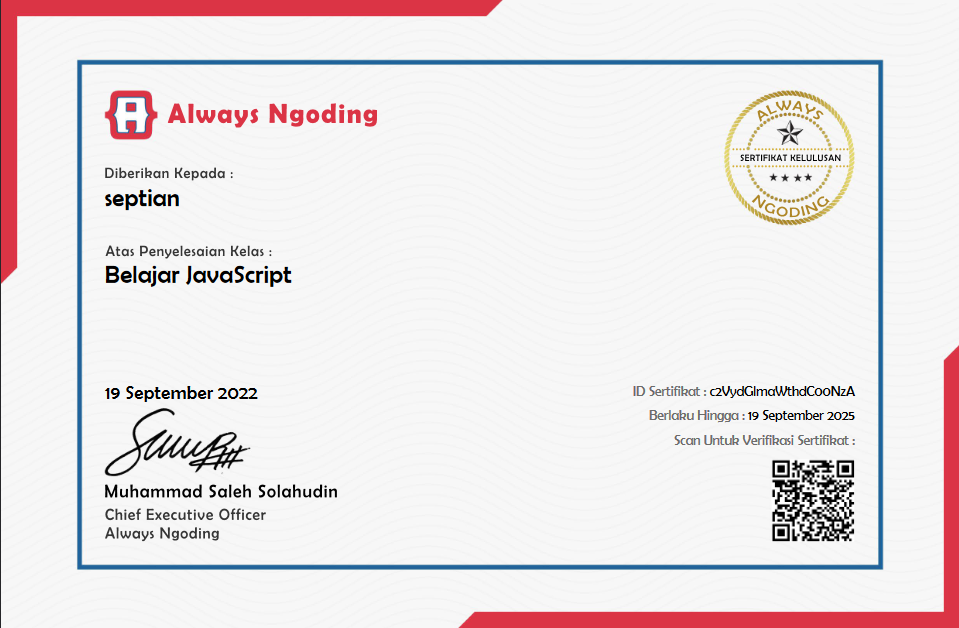 Always Ngoding
ALWAYS
SERTIFIKAT KELULUSAN
NGODING
Diberikan Kepada :
septian
Atas Penyelesaian Kelas :
Belajar JavaScript
19 September 2022
Muhammad Saleh Solahudin
Chief Executive Officer
Always Ngoding
ID Sertifikat : c2VydGlmaWthdC00NzA
Berlaku Hingga : 19 September 2025
Scan Untuk Verifikasi Sertifikat :